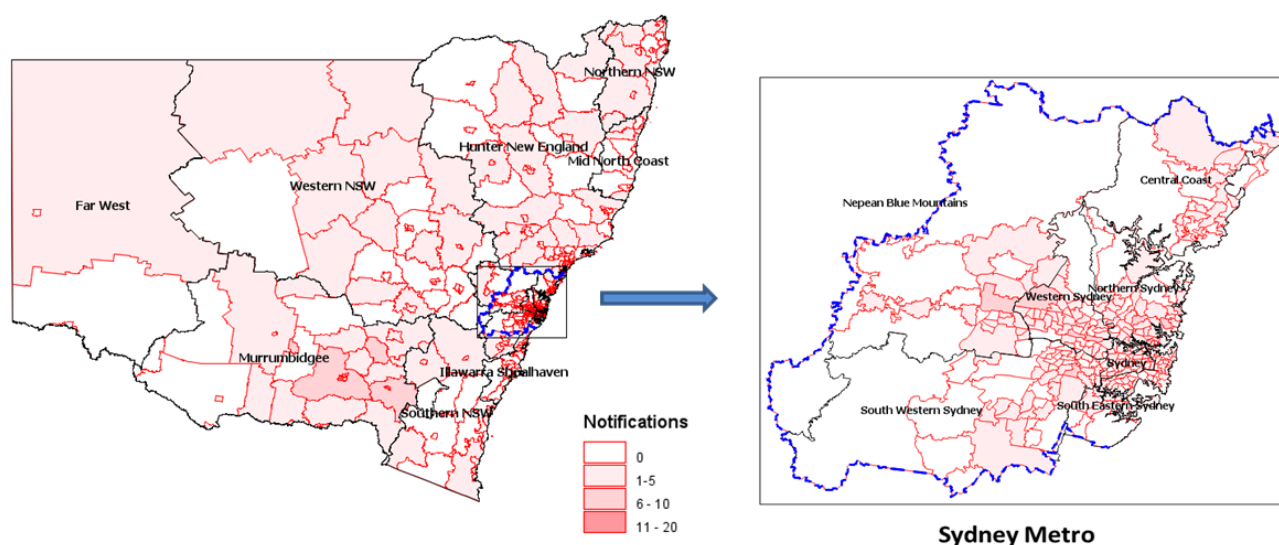 Northern NSW
Hunter New England
Mid North Coast
Western NSW
Far West
Murrumbidgee
Illawarra Shoalhaven
Southern NSW
Notifications
0
1-5
6 - 10
11 - 20
Central Coast
Nepean Blue Mountains
Northern Sydney
Western Sydney
Sydney
South Western Sydney
South Eastern Sydney
Sydney Metro